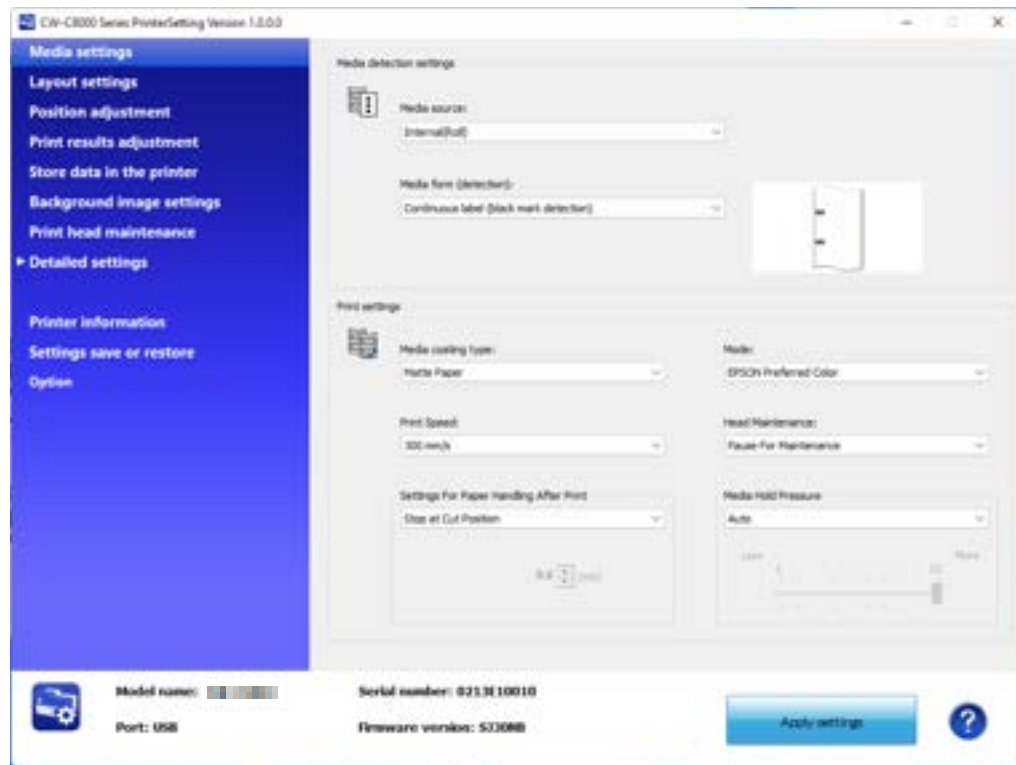 CW-C8000 Series PrinterSetting Version 1.0.0.0
Media settings
Layout settings
Position adjustment
Print results adjustment
Store data in the printer
Background image settings
Print head maintenance
Detailed settings
Printer information
Settings save or restore
Option
Media detection settings
Media source:
Internal(Roll)
Media form (detection):
Continuous label (black mark detection)
Print settings
Media coating type:
Matte Paper
Mode:
EPSON Preferred Color
Print Speed:
300 mm/s
Head Maintenance:
Pause For Maintenance
Settings For Paper Handling After Print
Stop at Cut Position
Media Hold Pressure
Auto
Less
More
Model name:
Serial number: 0213E10010
Port: USB
Firmware version:
Apply settings
?